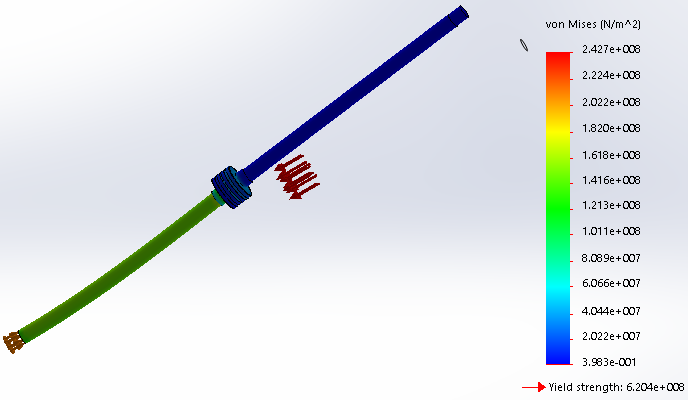 von Mises (N/m^2)
2.427e+008
2.224e+008
2.022e+008
1.820e+008
1.618e+008
1.416e+008
1.213e+008
1.011e+008
8.089e+007
6.066e+007
4.044e+007
2.022e+007
3.983e-001
Yield strength: 6.204e+008